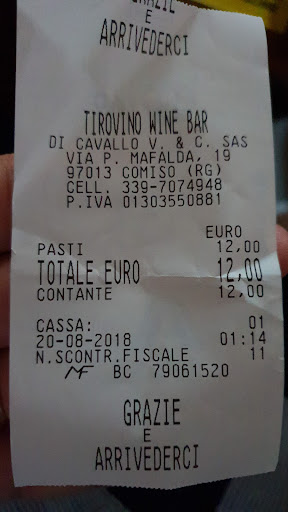 GRAZIE
E
ARRIVEDERCI
TIROVINO WINE BAR
DI CAVALLO V. & C. SAS
VIA P. MAFALDA, 19
97013 COMISO (RG)
CELL. 339-7074948
P.IVA 01303550881
EURO
PASTI 12,00
TOTALE EURO 12,00
CONTANTE 12,00
CASSA: 01
20-08-2018 01:14
N.SCONTR.FISCALE 11
MF BC 79061520
GRAZIE
E
ARRIVEDERCI